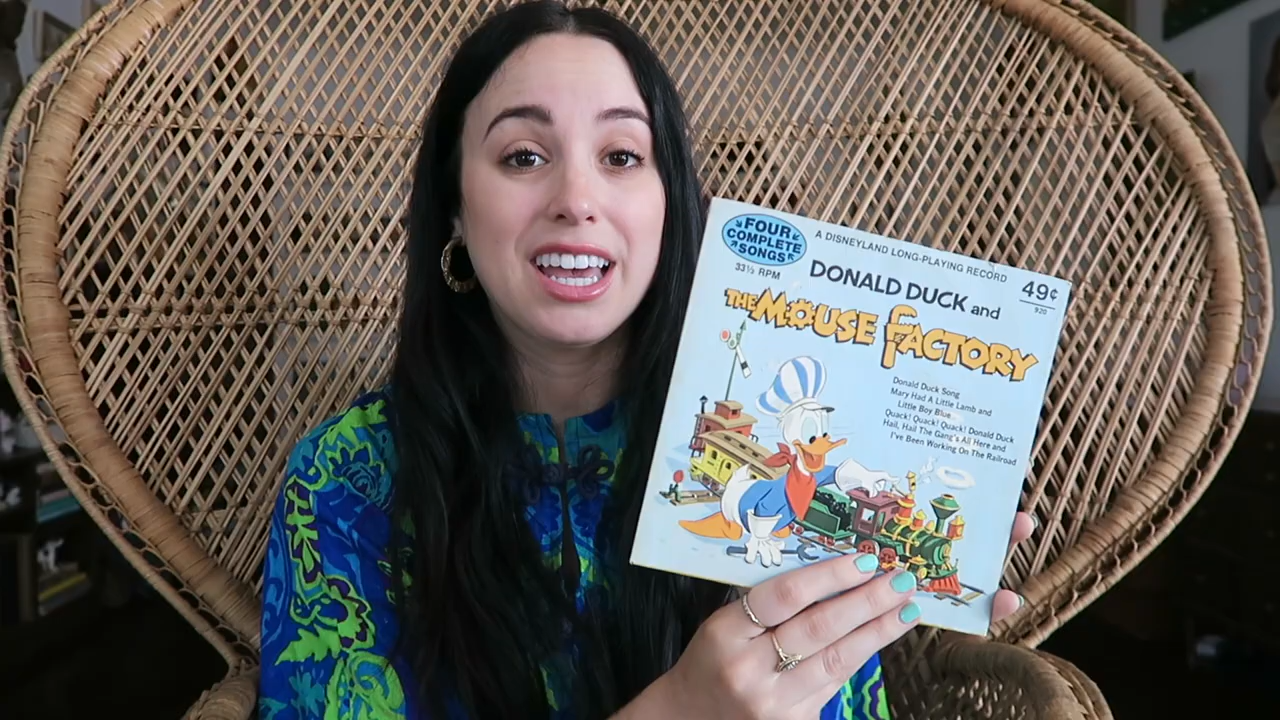 FOUR
COMPLETE
SONGS
33⅓ RPM
A DISNEYLAND LONG-PLAYING RECORD
49¢
920
DONALD DUCK and
THE MOUSE FACTORY
Donald Duck Song
Mary Had A Little Lamb and
Little Boy Blue
Quack! Quack! Quack! Donald Duck
Hail, Hail The Gang's All Here and
I've Been Working On The Railroad